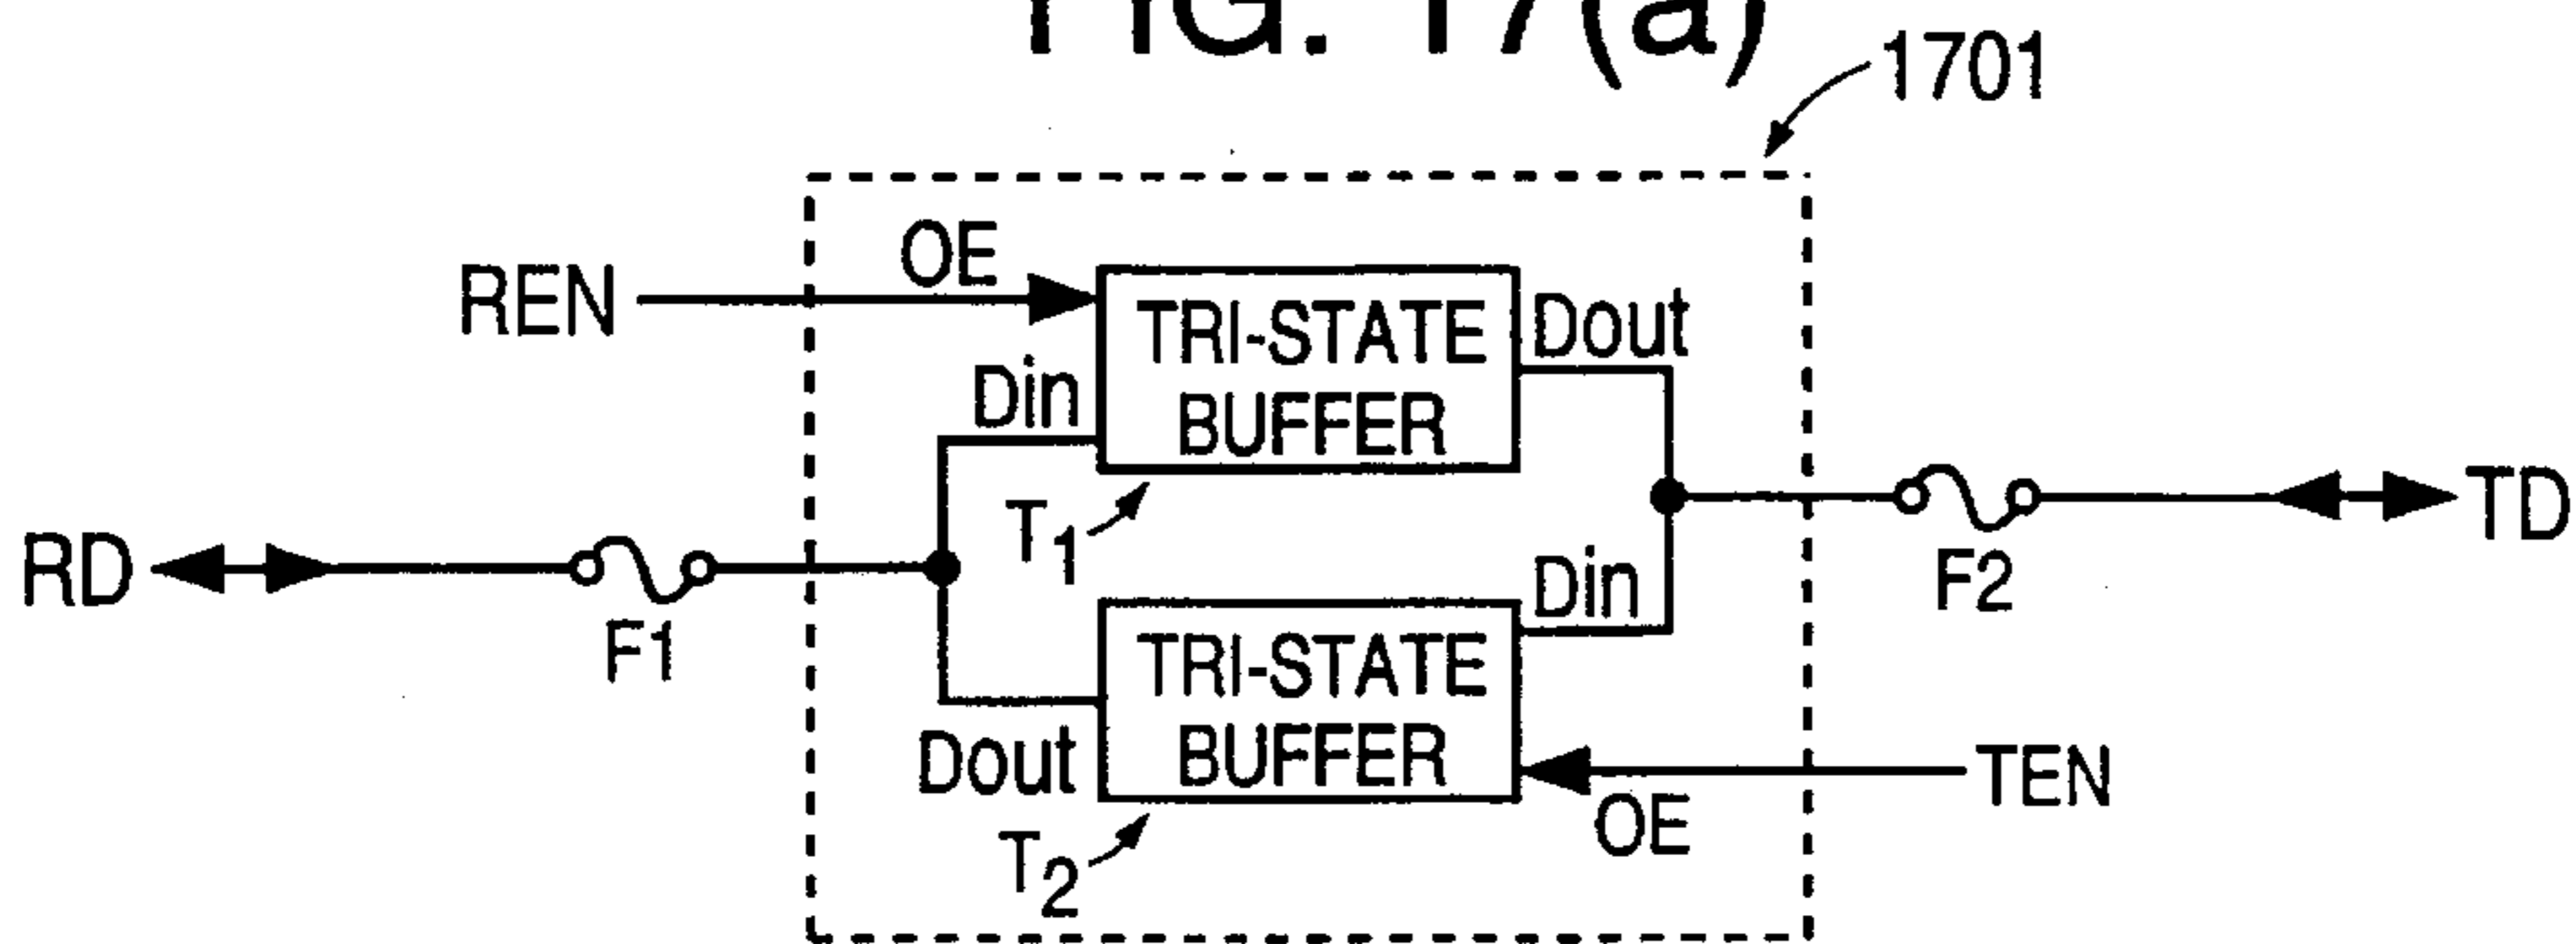 FIG. 17(a)
1701
OE
REN
TRI-STATE
BUFFER
Dout
Din
T1
RD
F1
TD
F2
Din
TRI-STATE
BUFFER
Dout
T2
OE
TEN